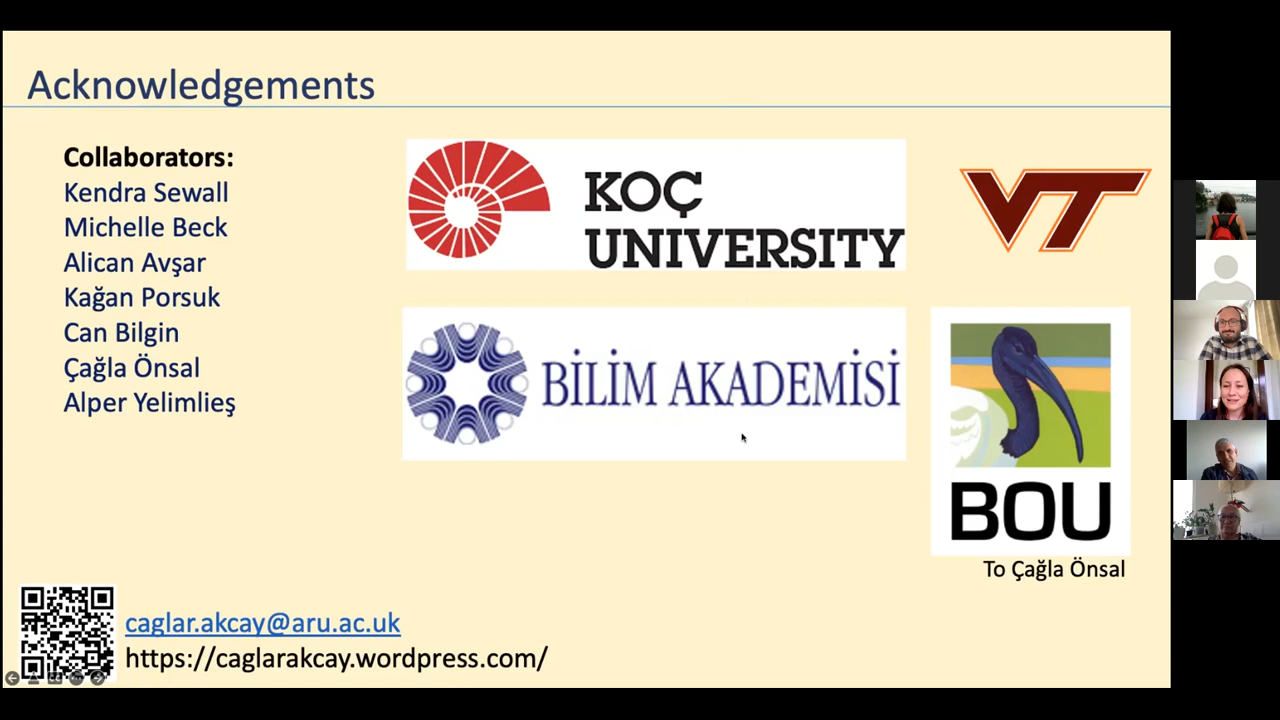 Acknowledgements
Collaborators:
Kendra Sewall
Michelle Beck
Alican Avşar
Kağan Porsuk
Can Bilgin
Çağla Önsal
Alper Yelimlieş
KOÇ
UNIVERSITY
VT
BİLİM AKADEMİSİ
BOU
To Çağla Önsal
caglar.akcay@aru.ac.uk
https://caglarakcay.wordpress.com/